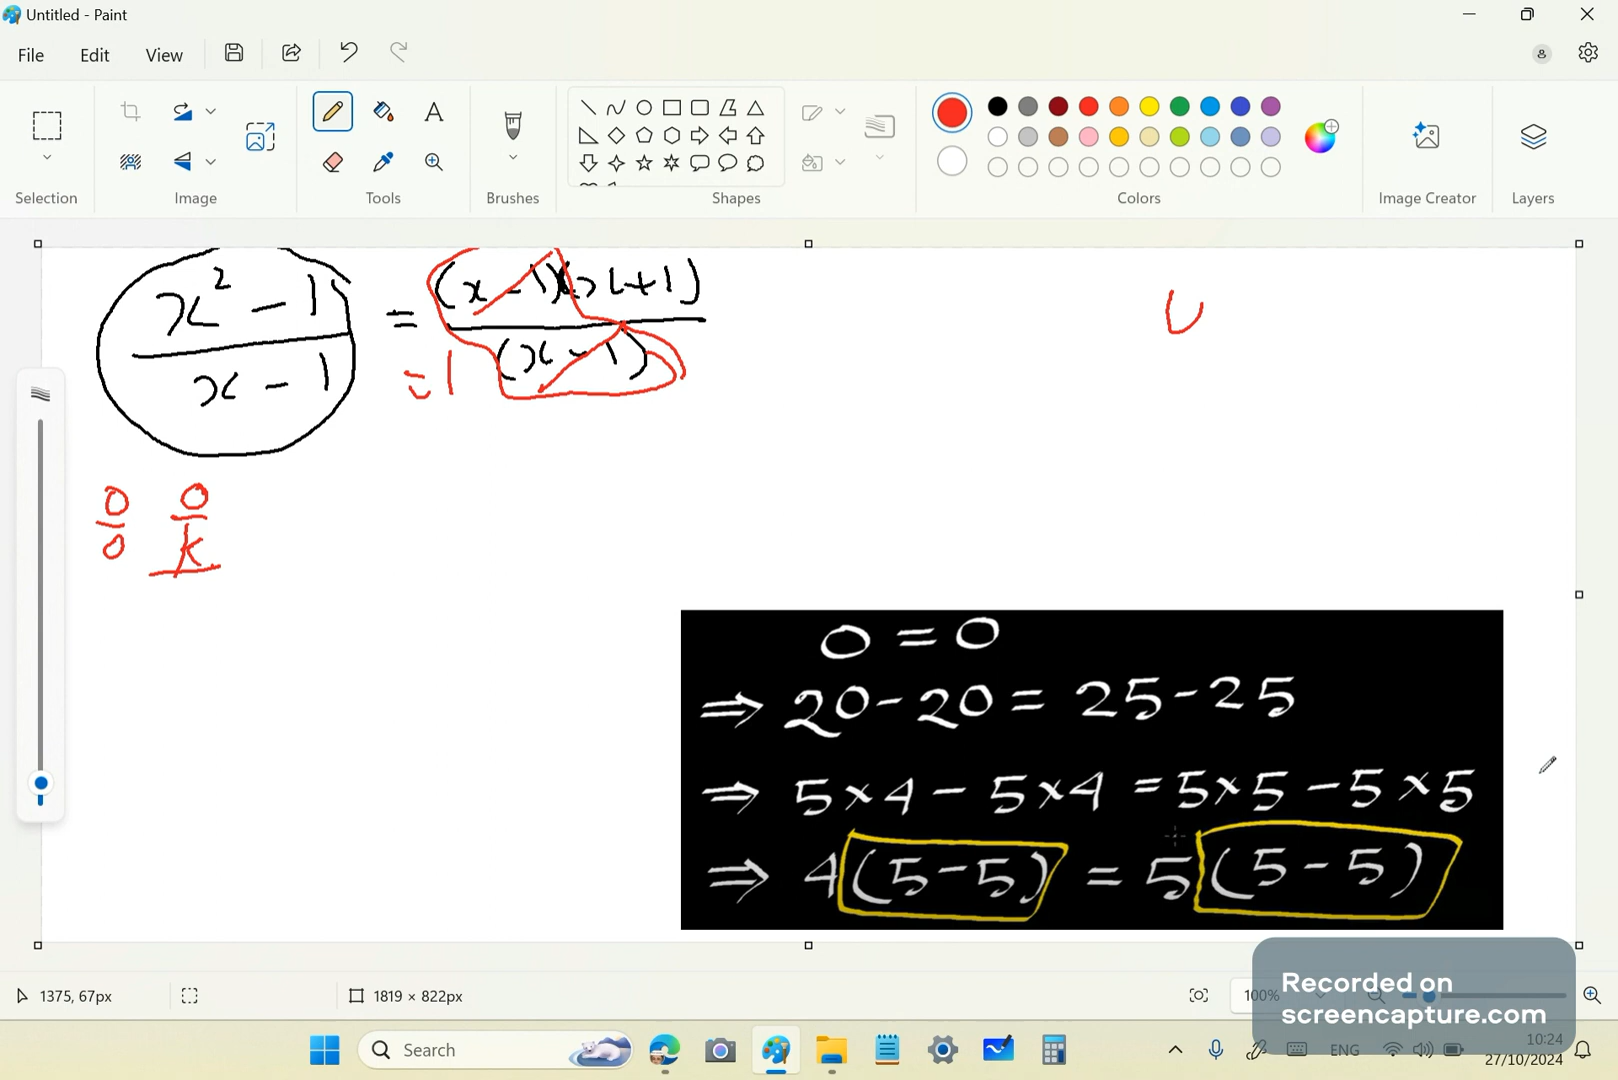 Untitled - Paint
File Edit View
Selection Image Tools Brushes Shapes Colors Image Creator Layers
x² - 1 / x - 1 = (x - 1)(x + 1) / (x - 1)
= 1
0/0 0/k
0 = 0
⇒ 20 - 20 = 25 - 25
⇒ 5 × 4 - 5 × 4 = 5 × 5 - 5 × 5
⇒ 4(5 - 5) = 5(5 - 5)
1375, 67px 1819 × 822px 100%
Recorded on
screencapture.com
Search ENG 10:24
27/10/2024